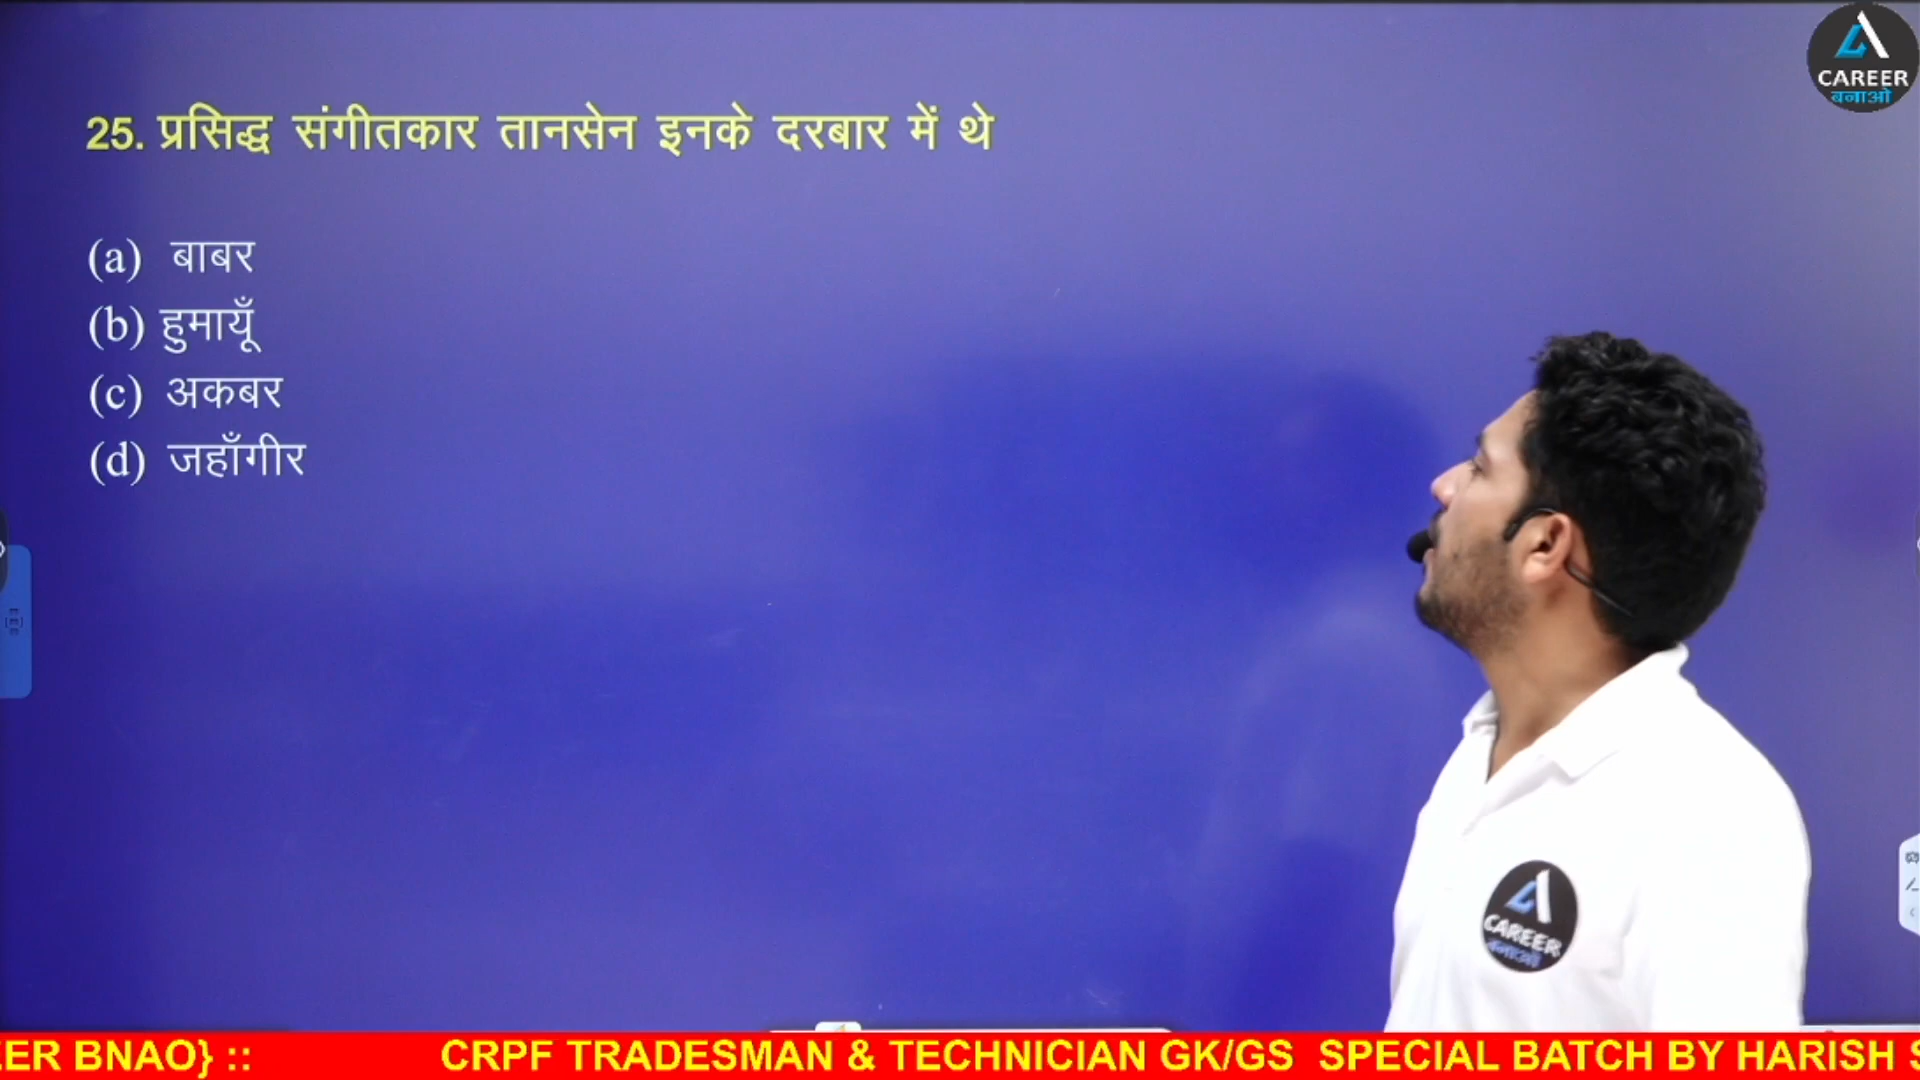 CAREER
बनाओ
25. प्रसिद्ध संगीतकार तानसेन इनके दरबार में थे
(a) बाबर
(b) हुमायूँ
(c) अकबर
(d) जहाँगीर
CAREER
बनाओ
ER BNAO} :: CRPF TRADESMAN & TECHNICIAN GK/GS SPECIAL BATCH BY HARISH S